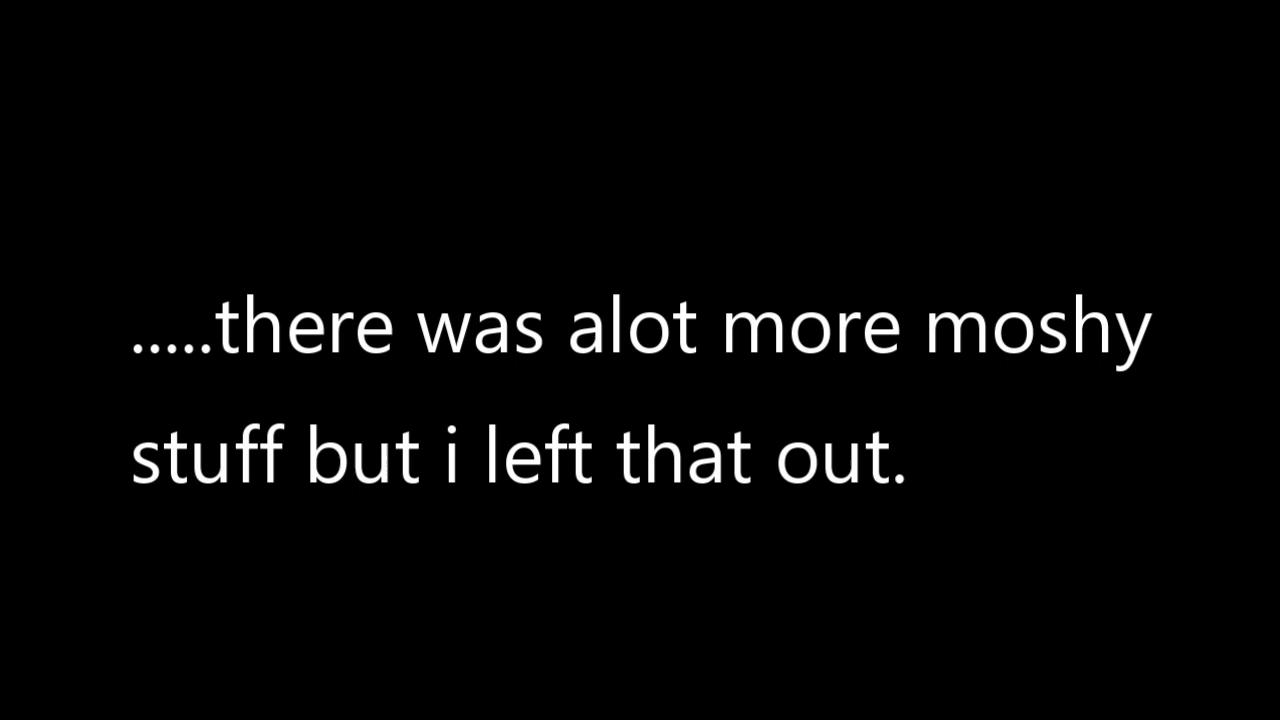 .....there was alot more moshy
stuff but i left that out.